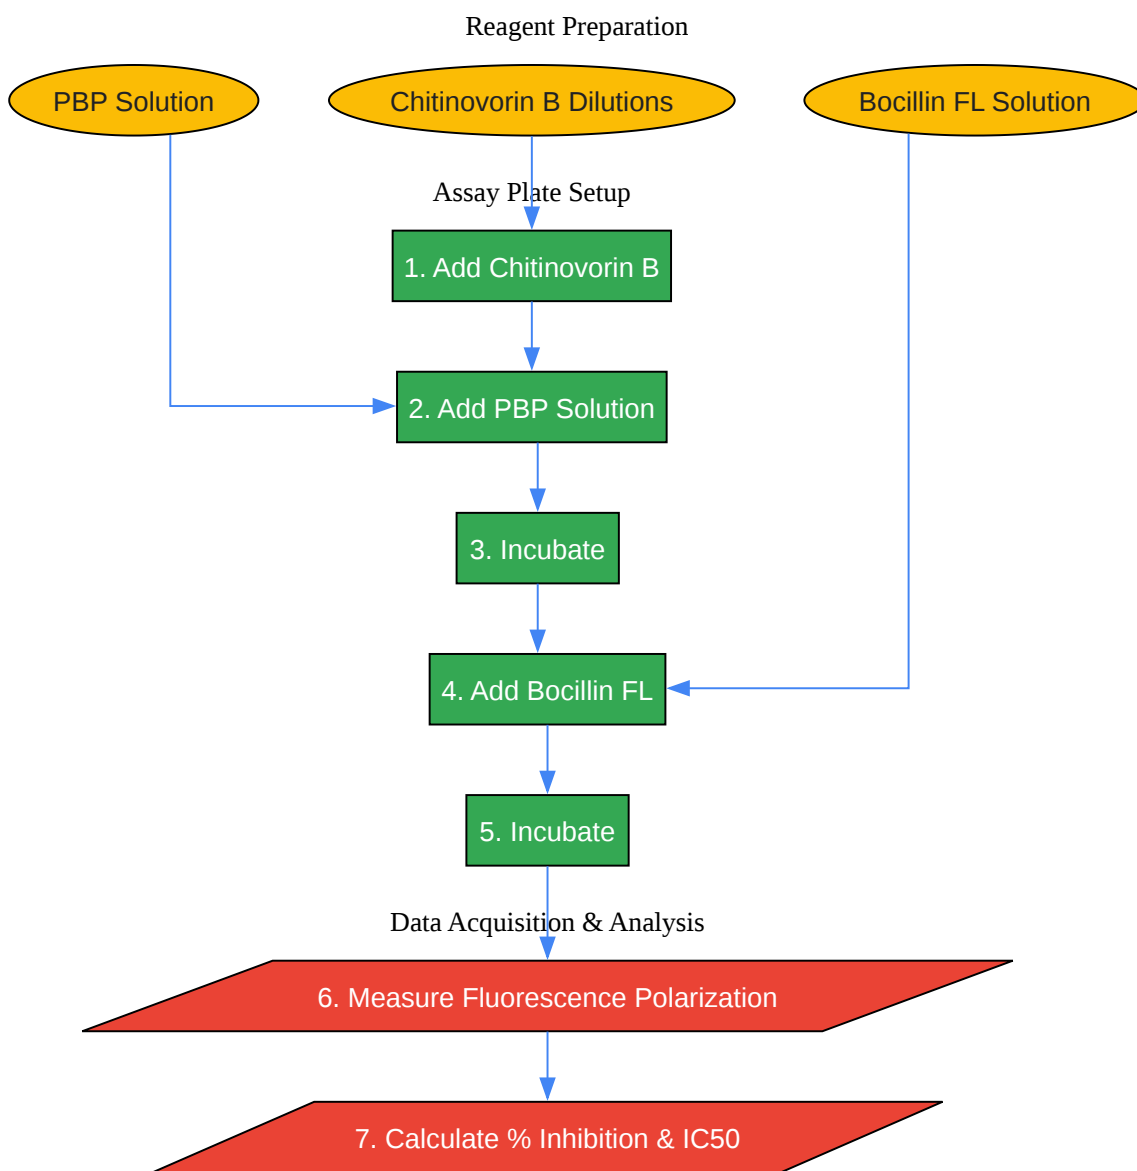 Reagent Preparation
PBP Solution
Chitinovorin B Dilutions
Bocillin FL Solution
Assay Plate Setup
1. Add Chitinovorin B
2. Add PBP Solution
3. Incubate
4. Add Bocillin FL
5. Incubate
Data Acquisition & Analysis
6. Measure Fluorescence Polarization
7. Calculate % Inhibition & IC50